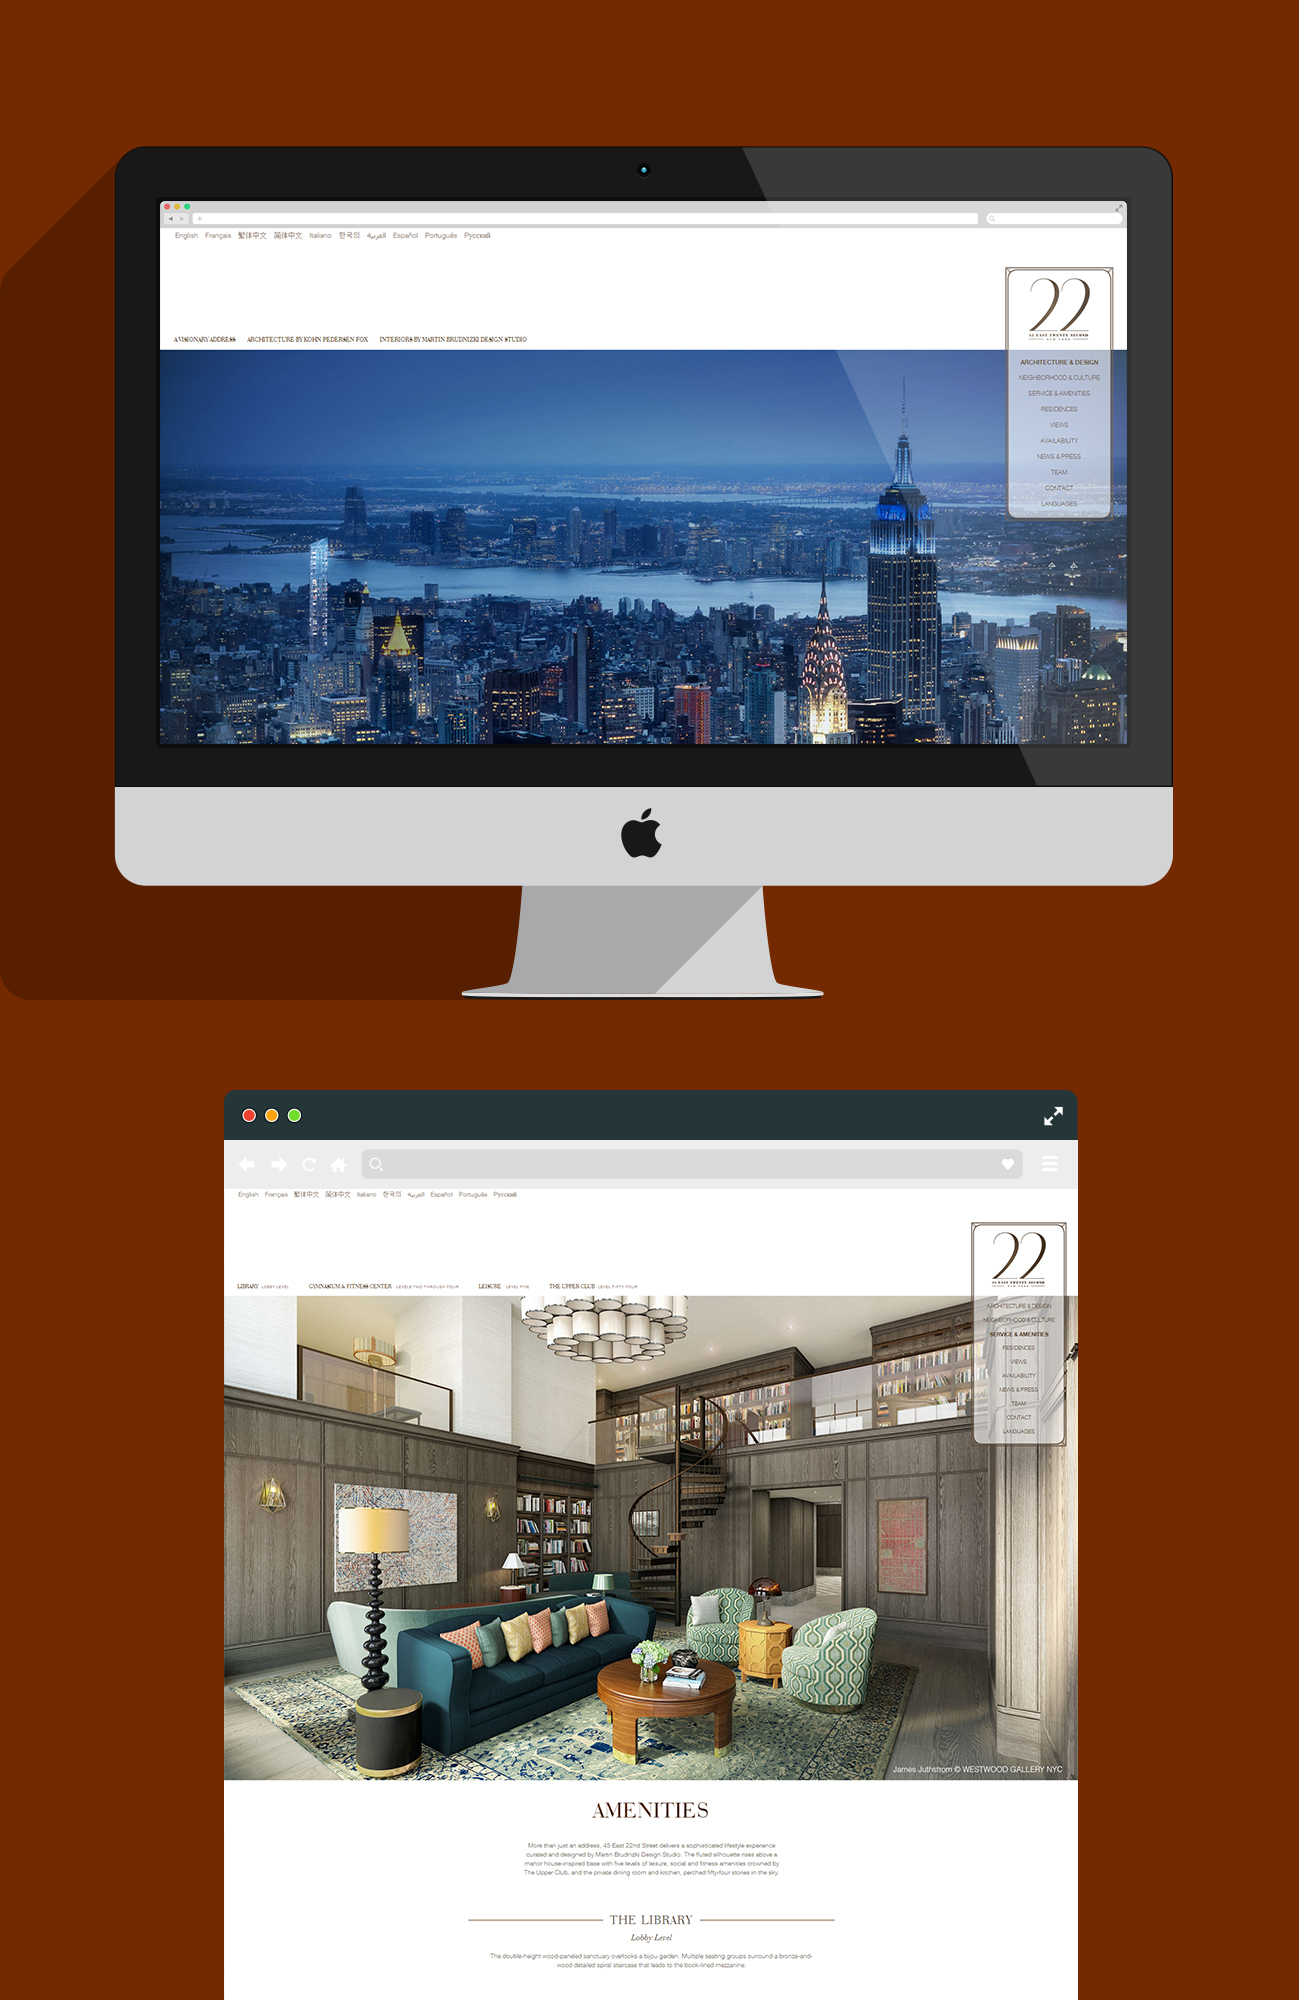 English Français 繁体中文 简体中文 Italiano 한국의 العربية Español Português Русский
22
45 EAST TWENTY SECOND
NEW YORK
A VISIONARY ADDRESS ARCHITECTURE BY KOHN PEDERSEN FOX INTERIORS BY MARTIN BRUDNIZKI DESIGN STUDIO
ARCHITECTURE & DESIGN
NEIGHBORHOOD & CULTURE
SERVICE & AMENITIES
RESIDENCES
VIEWS
AVAILABILITY
NEWS & PRESS
TEAM
CONTACT
LANGUAGES
English Français 繁体中文 简体中文 Italiano 한국의 العربية Español Português Русский
22
45 EAST TWENTY SECOND
NEW YORK
LIBRARY LOBBY LEVEL GYMNASIUM & FITNESS CENTER LEVELS TWO THROUGH FOUR LEISURE LEVEL FIVE THE UPPER CLUB LEVEL FIFTY FOUR
ARCHITECTURE & DESIGN
NEIGHBORHOOD & CULTURE
SERVICE & AMENITIES
RESIDENCES
VIEWS
AVAILABILITY
NEWS & PRESS
TEAM
CONTACT
LANGUAGES
James Juthstrom © WESTWOOD GALLERY NYC
AMENITIES
More than just an address, 45 East 22nd Street delivers a sophisticated lifestyle experience
curated and designed by Martin Brudnizki Design Studio. The fluted silhouette rises above a
manor house-inspired base with five levels of leisure, social and fitness amenities crowned by
The Upper Club, and the private dining room and kitchen, perched fifty-four stories in the sky.
THE LIBRARY
Lobby Level
The double-height wood-paneled sanctuary overlooks a bijou garden. Multiple seating groups surround a bronze-and-
wood detailed spiral staircase that leads to the book-lined mezzanine.